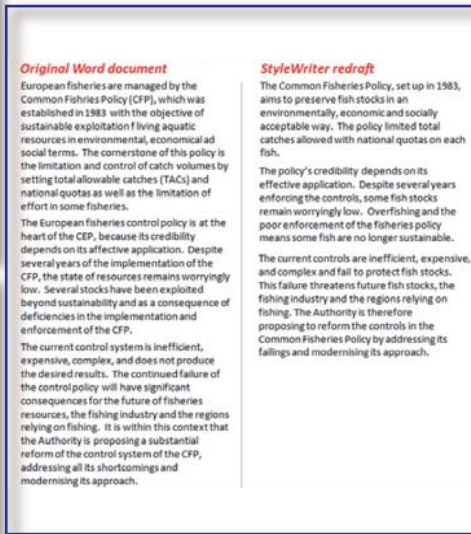 Original Word document
European fisheries are managed by the
Common Fishries Policy (CFP), which was
established in 1983 with the objective of
sustainable exploitation f living aquatic
resources in environmental, economical ad
social terms. The cornerstone of this policy is
the limitation and control of catch volumes by
setting total allowable catches (TACs) and
national quotas as well as the limitation of
effort in some fisheries.
The European fisheries control policy is at the
heart of the CEP, because its credibility
depends on its affective application. Despite
several years of the implementation of the
CFP, the state of resources remains worryingly
low. Several stocks have been exploited
beyond sustainability and as a consequence of
deficiencies in the implementation and
enforcement of the CFP.
The current control system is inefficient,
expensive, complex, and does not produce
the desired results. The continued failure of
the control policy will have significant
consequences for the future of fisheries
resources, the fishing industry and the regions
relying on fishing. It is within this context that
the Authority is proposing a substantial
reform of the control system of the CFP,
addressing all its shortcomings and
modernising its approach.
StyleWriter redraft
The Common Fisheries Policy, set up in 1983,
aims to preserve fish stocks in an
environmentally, economic and socially
acceptable way. The policy limited total
catches allowed with national quotas on each
fish.
The policy's credibility depends on its
effective application. Despite several years
enforcing the controls, some fish stocks
remain worryingly low. Overfishing and the
poor enforcement of the fisheries policy
means some fish are no longer sustainable.
The current controls are inefficient, expensive,
and complex and fail to protect fish stocks.
This failure threatens future fish stocks, the
fishing industry and the regions relying on
fishing. The Authority is therefore
proposing to reform the controls in the
Common Fisheries Policy by addressing its
failings and modernising its approach.